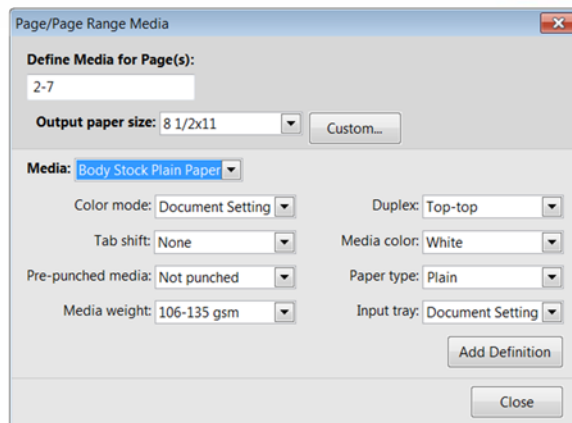 Page/Page Range Media
Define Media for Page(s):
2-7
Output paper size: 8 1/2x11 Custom...
Media: Body Stock Plain Paper
Color mode: Document Setting Duplex: Top-top
Tab shift: None Media color: White
Pre-punched media: Not punched Paper type: Plain
Media weight: 106-135 gsm Input tray: Document Setting
Add Definition
Close